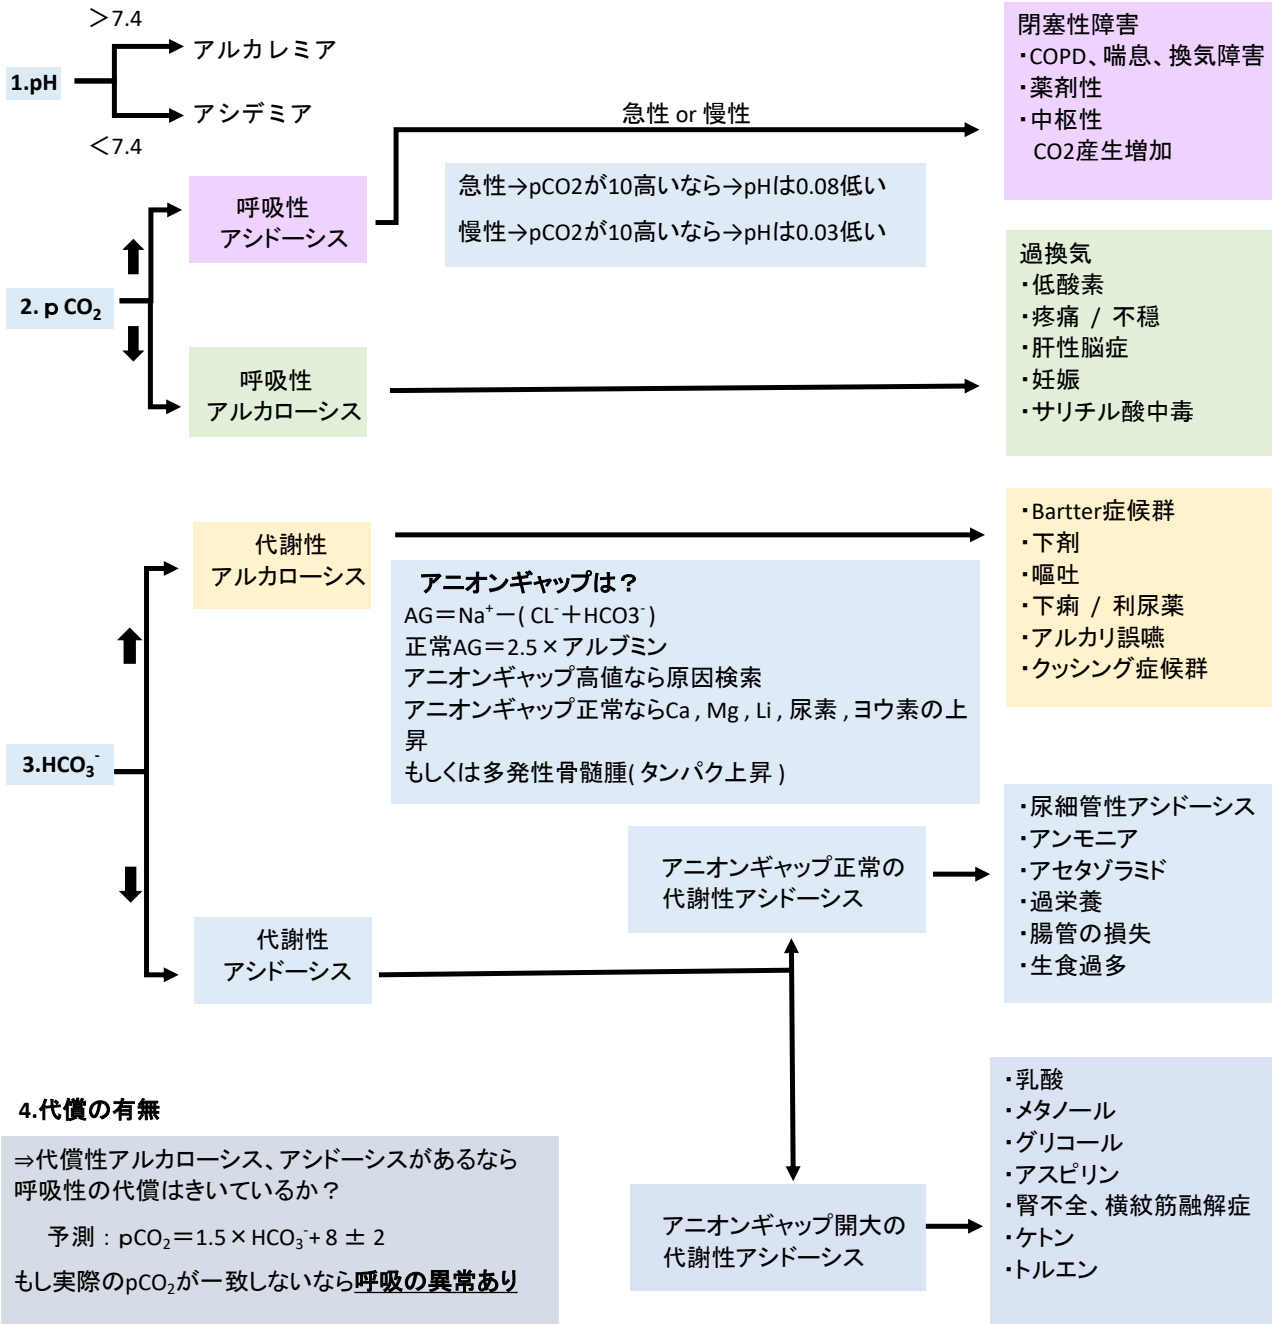 ＞7.4
アルカレミア
1.pH
アシデミア
＜7.4
急性 or 慢性
閉塞性障害
・COPD、喘息、換気障害
・薬剤性
・中枢性
CO2産生増加
呼吸性
アシドーシス
急性→pCO2が10高いなら→pHは0.08低い
慢性→pCO2が10高いなら→pHは0.03低い
2.ｐCO₂
呼吸性
アルカローシス
過換気
・低酸素
・疼痛 / 不穏
・肝性脳症
・妊娠
・サリチル酸中毒
代謝性
アルカローシス
・Bartter症候群
・下剤
・嘔吐
・下痢 / 利尿薬
・アルカリ誤嚥
・クッシング症候群
アニオンギャップは？
AG＝Na⁺－( CL⁻＋HCO3⁻)
正常AG＝2.5×アルブミン
アニオンギャップ高値なら原因検索
アニオンギャップ正常ならCa , Mg , Li , 尿素 , ヨウ素の上
昇
もしくは多発性骨髄腫( タンパク上昇 )
3.HCO₃⁻
代謝性
アシドーシス
アニオンギャップ正常の
代謝性アシドーシス
・尿細管性アシドーシス
・アンモニア
・アセタゾラミド
・過栄養
・腸管の損失
・生食過多
アニオンギャップ開大の
代謝性アシドーシス
・乳酸
・メタノール
・グリコール
・アスピリン
・腎不全、横紋筋融解症
・ケトン
・トルエン
4.代償の有無
⇒代償性アルカローシス、アシドーシスがあるなら
呼吸性の代償はきいているか？
予測：pCO₂＝1.5×HCO₃⁻+ 8 ± 2
もし実際のpCO₂が一致しないなら呼吸の異常あり